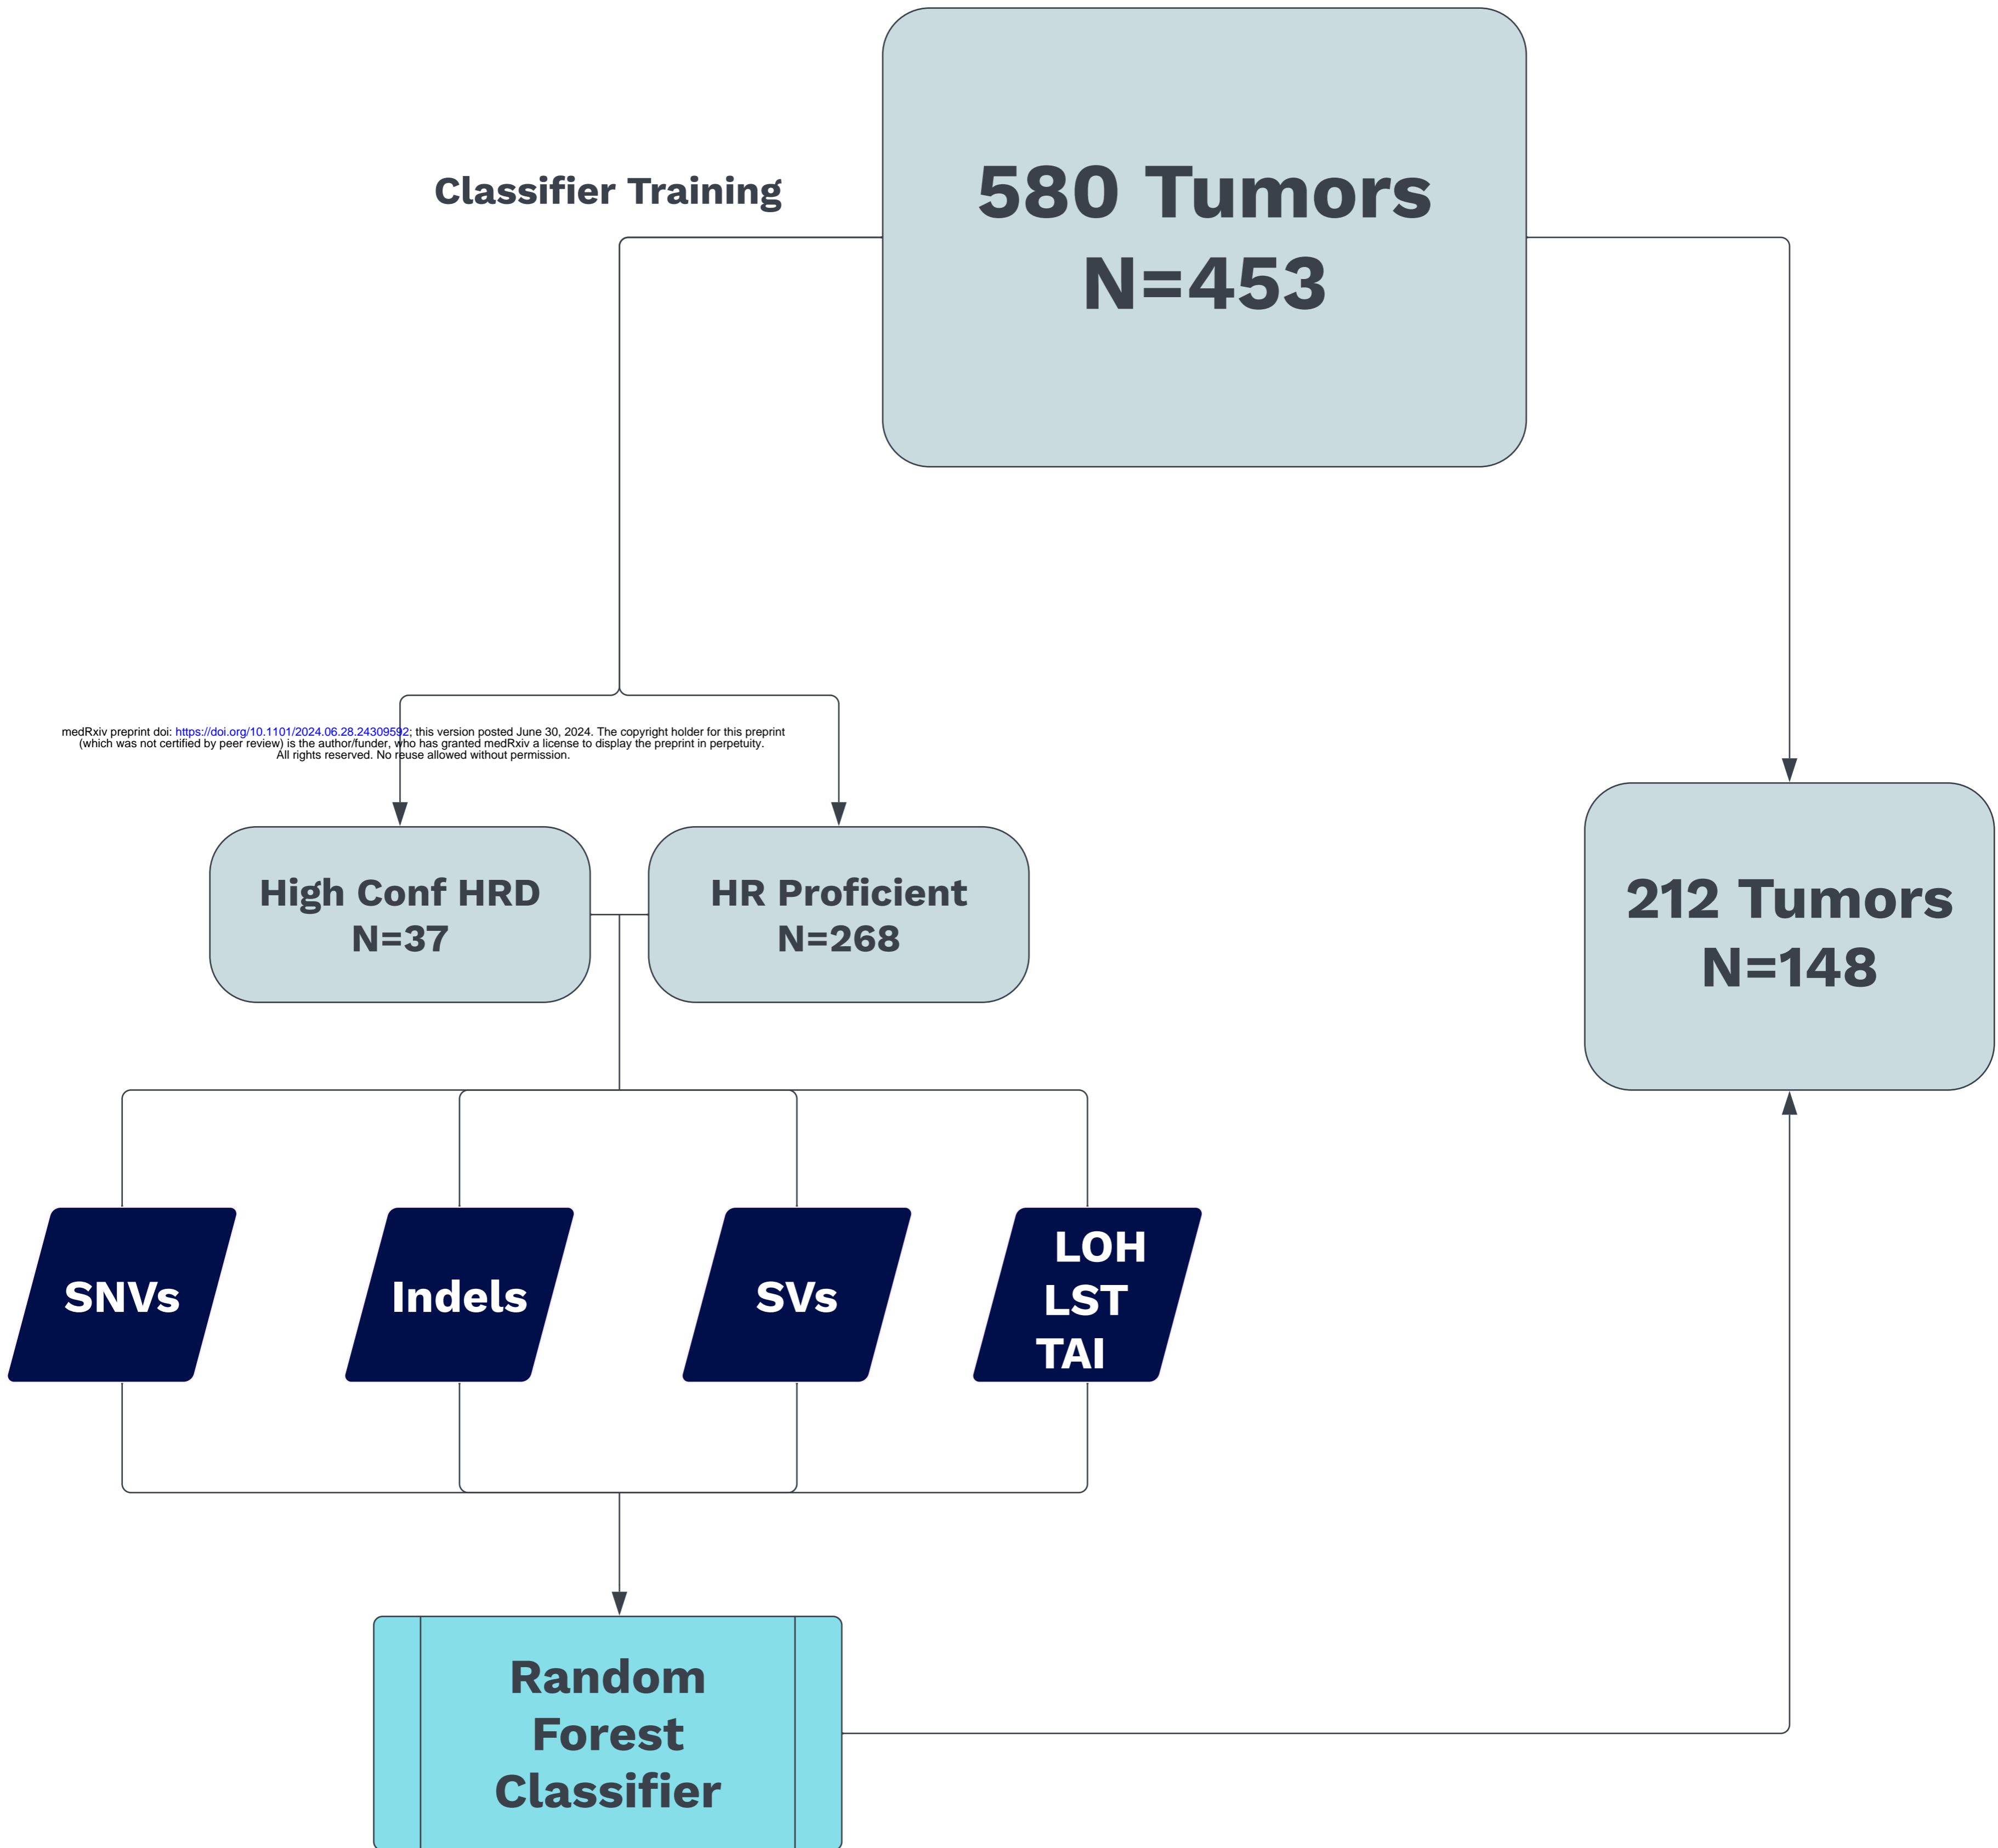 580 Tumors
N=453
Classifier Training
medRxiv preprint doi: https://doi.org/10.1101/2024.06.28.24309592; this version posted June 30, 2024. The copyright holder for this preprint
(which was not certified by peer review) is the author/funder, who has granted medRxiv a license to display the preprint in perpetuity.
All rights reserved. No reuse allowed without permission.
High Conf HRD
N=37
HR Proficient
N=268
212 Tumors
N=148
SNVs
Indels
SVs
LOH
LST
TAI
Random
Forest
Classifier